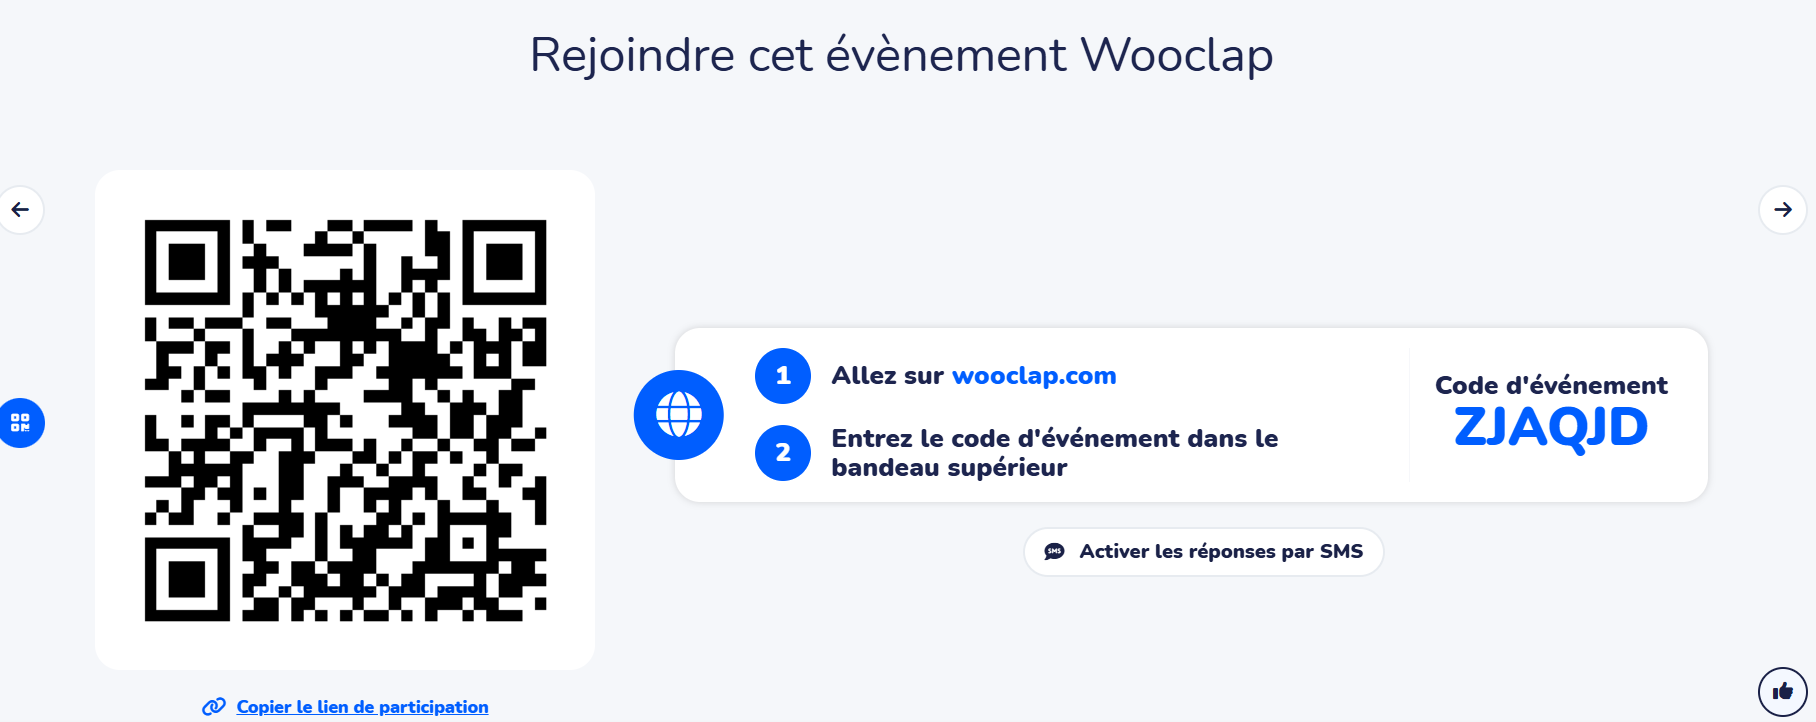 Rejoindre cet évènement Wooclap
1
Allez sur wooclap.com
2
Entrez le code d'événement dans le
bandeau supérieur
Code d'événement
ZJAQJD
SMS
Activer les réponses par SMS
Copier le lien de participation